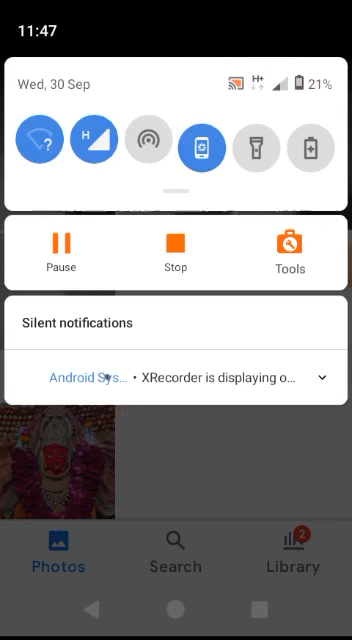 11:47
Wed, 30 Sep
H+
21%
?
H
Pause
Stop
Tools
Silent notifications
Android Sys... • XRecorder is displaying o...
2
Photos
Search
Library